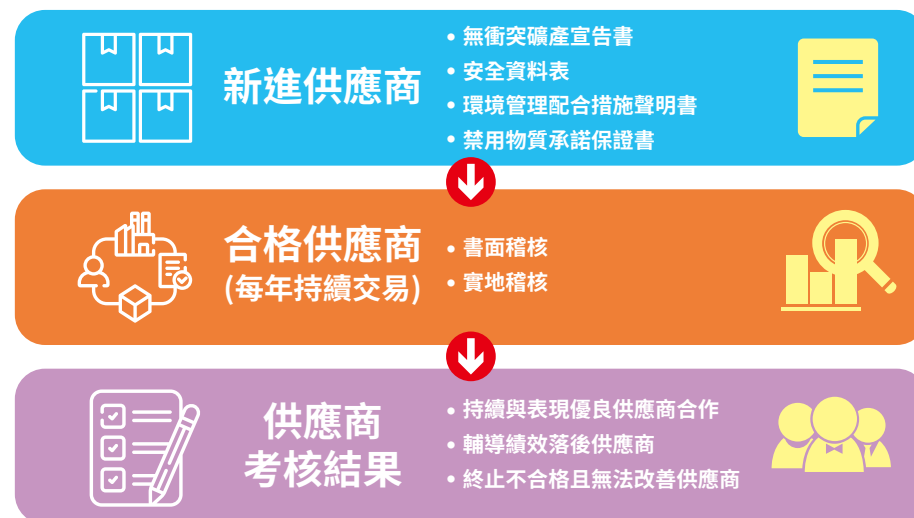 新進供應商
• 無衝突礦產宣告書
• 安全資料表
• 環境管理配合措施聲明書
• 禁用物質承諾保證書
合格供應商
(每年持續交易)
• 書面稽核
• 實地稽核
供應商
考核結果
• 持續與表現優良供應商合作
• 輔導績效落後供應商
• 終止不合格且無法改善供應商